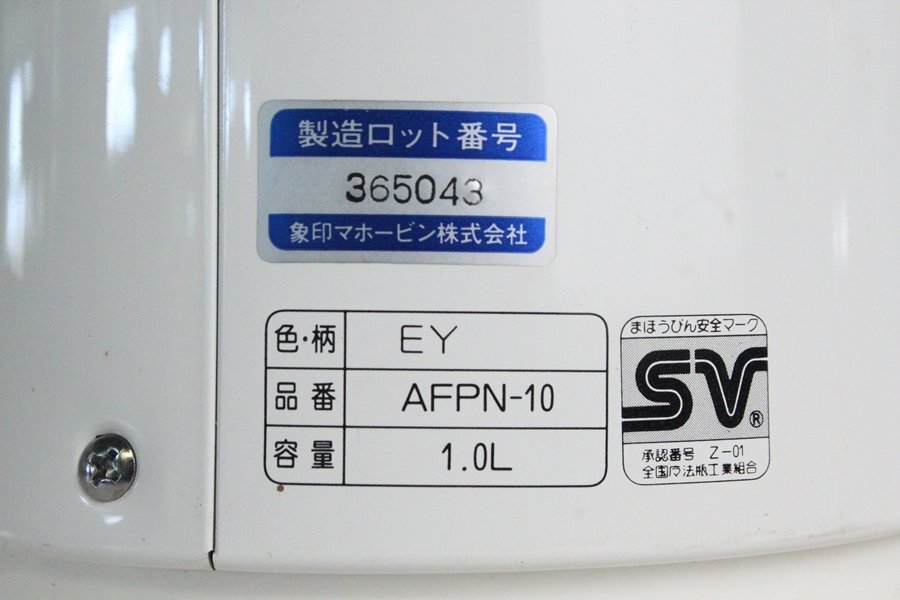 製造ロット番号
365043
象印マホービン株式会社
色・柄 EY
品番 AFPN-10
容量 1.0L
まほうびん安全マーク
SV®
承認番号 Z-01
全国魔法瓶工業組合